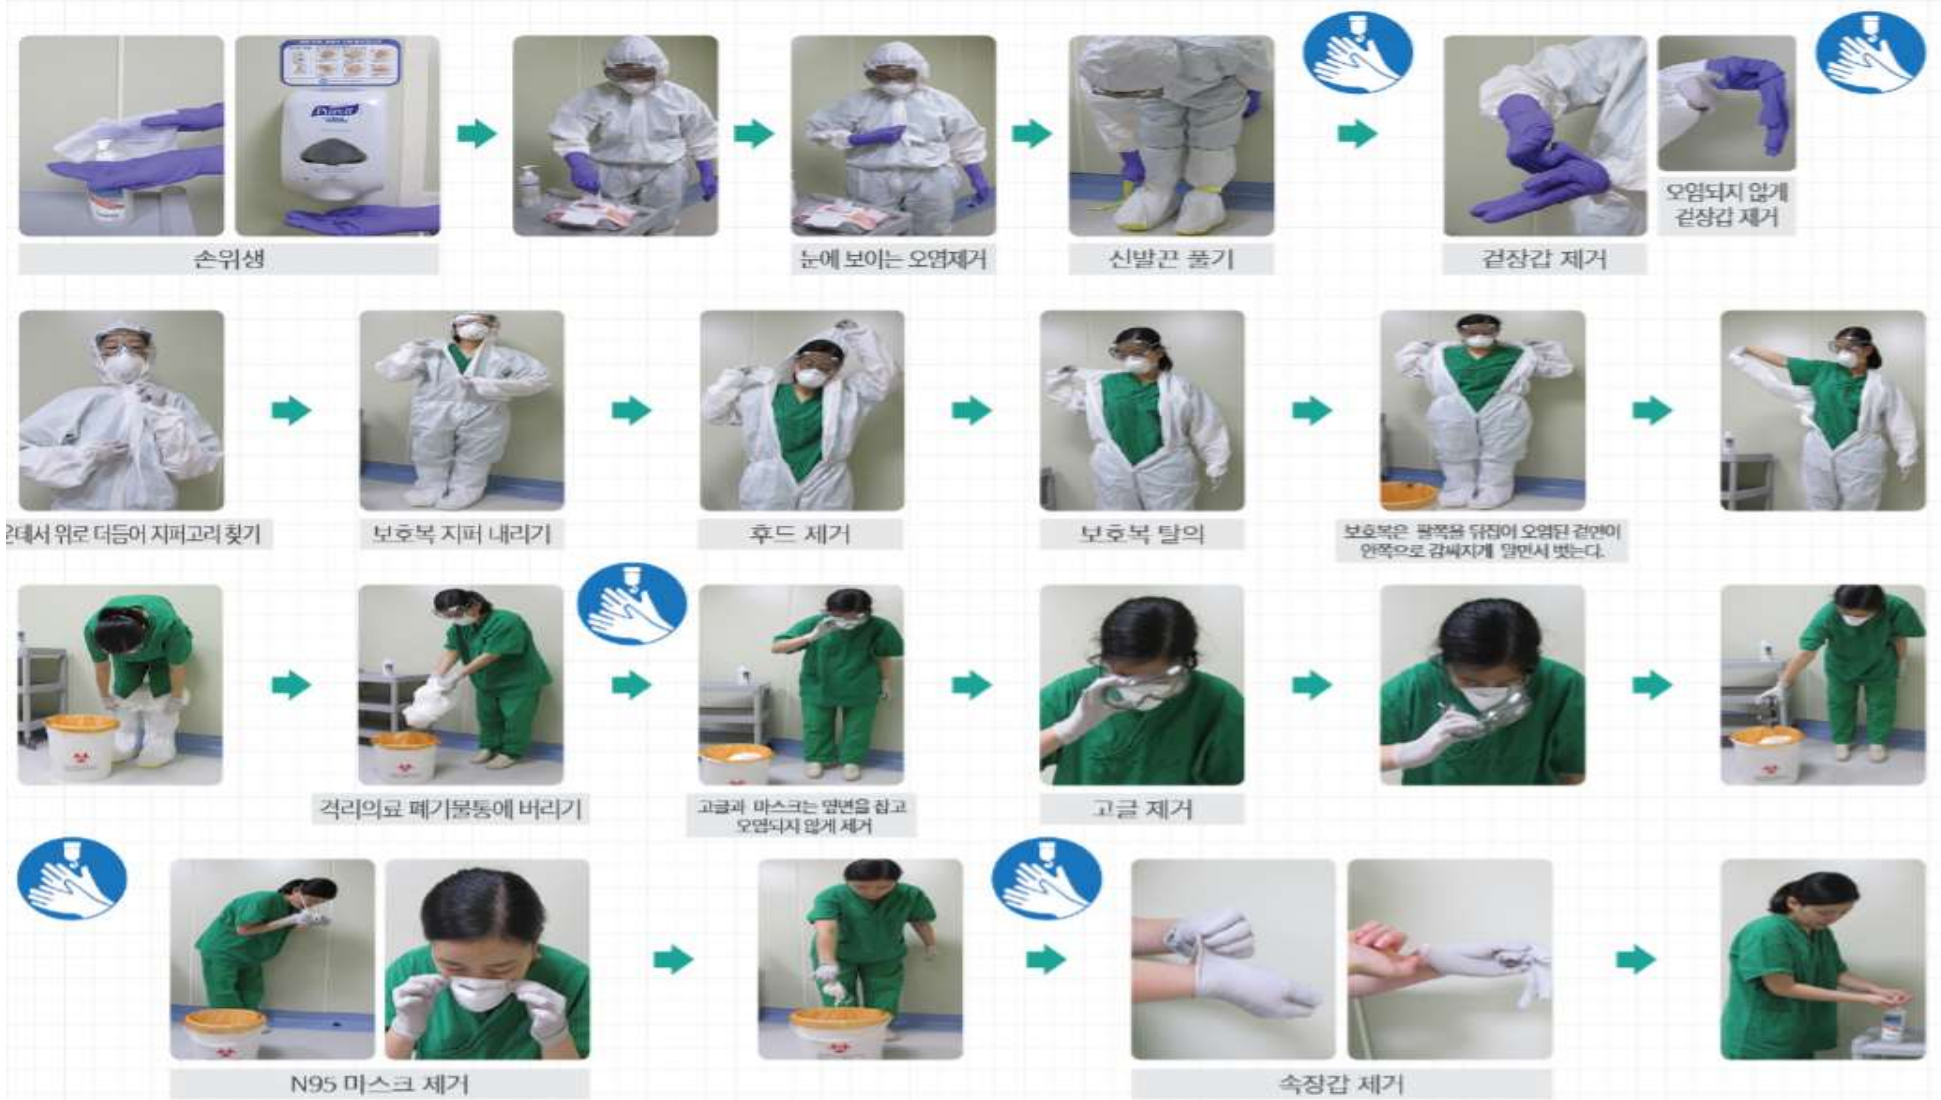 Purell
손위생
눈에 보이는 오염제거
신발끈 풀기
겉장갑 제거
오염되지 않게
겉장갑 제거
운데서 위로 더듬어 지퍼고리 찾기
보호복 지퍼 내리기
후드 제거
보호복 탈의
보호복은 팔쪽을 뒤집어 오염된 겉면이
안쪽으로 감싸지게 말면서 벗는다.
격리의료 폐기물통에 버리기
고글과 마스크는 옆면을 잡고
오염되지 않게 제거
고글 제거
N95 마스크 제거
속장갑 제거